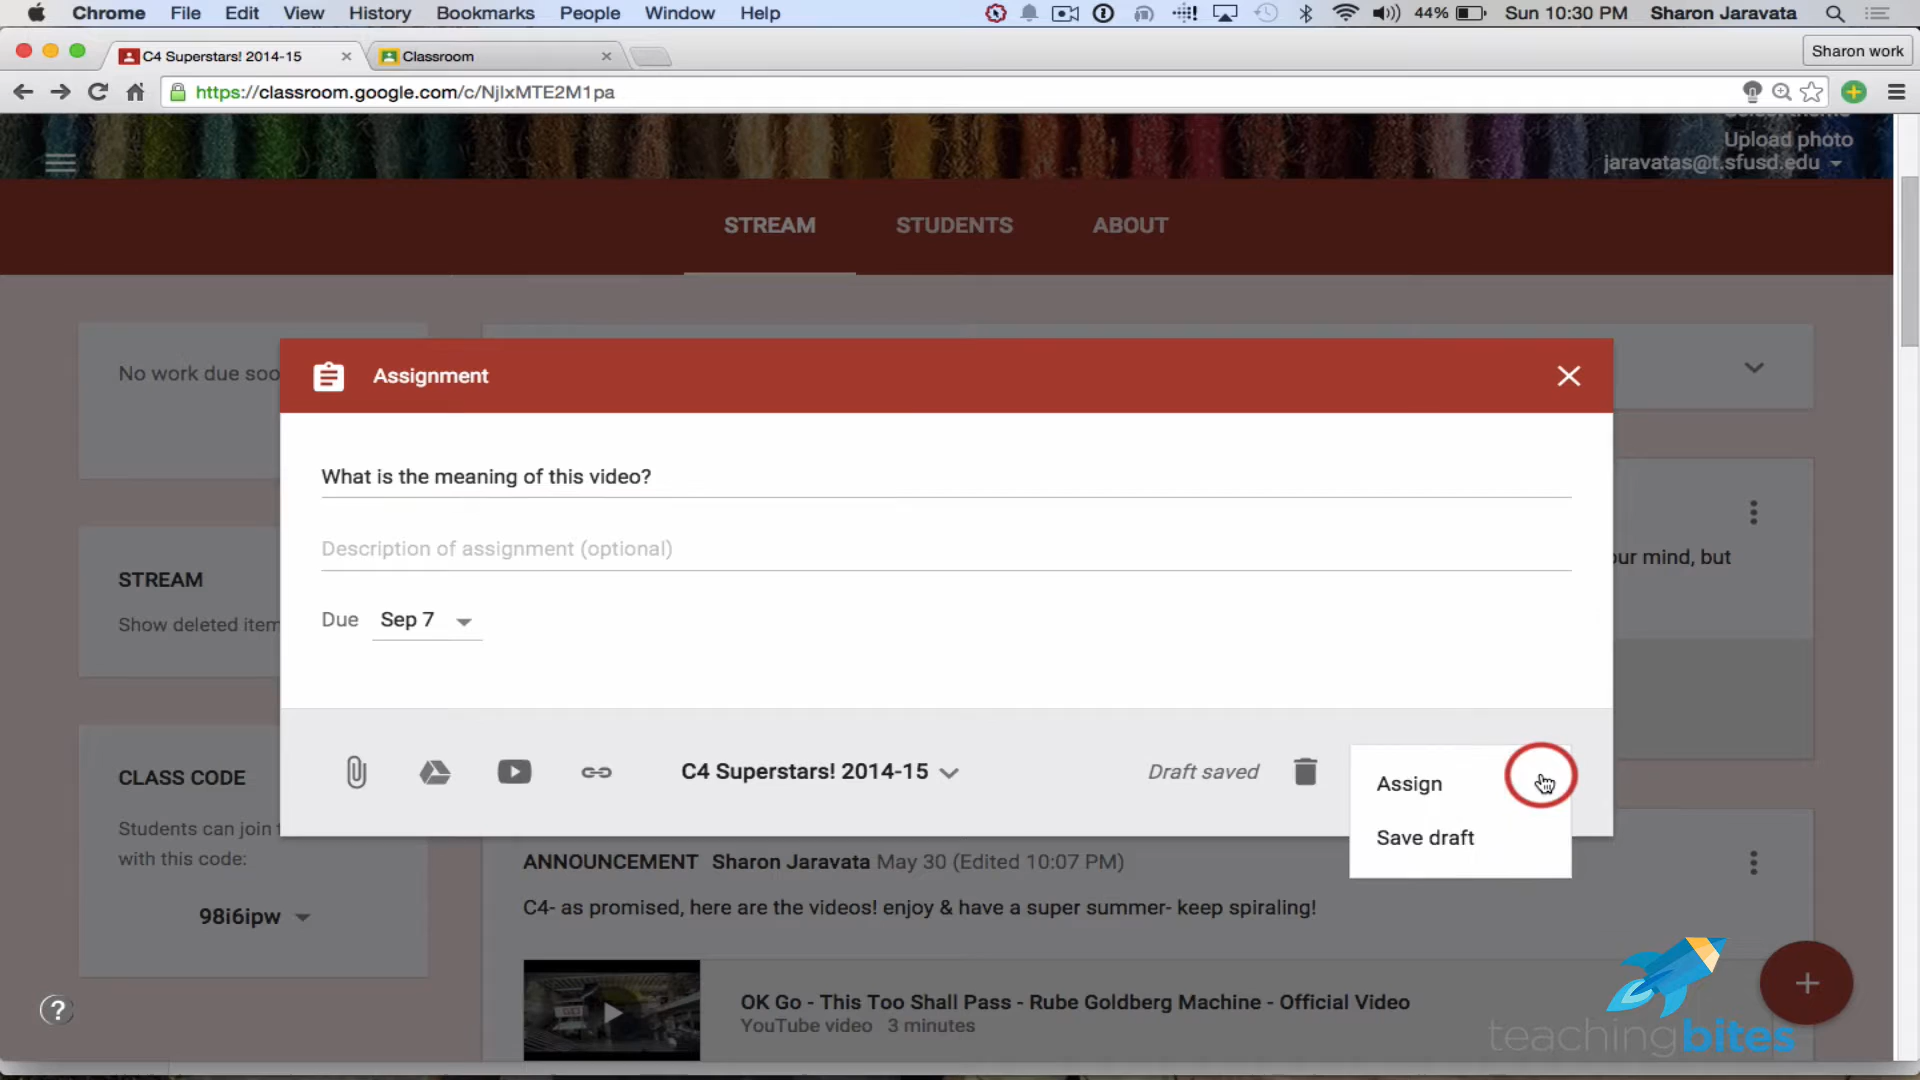 Chrome File Edit View History Bookmarks People Window Help 44% Sun 10:30 PM Sharon Jaravata
C4 Superstars! 2014-15 Classroom Sharon work
https://classroom.google.com/c/NjIxMTE2M1pa
Upload photo
jaravatas@t.sfusd.edu
STREAM STUDENTS ABOUT
No work due soo
Assignment
What is the meaning of this video?
Description of assignment (optional)
our mind, but
STREAM
Show deleted item
Due Sep 7
CLASS CODE
Students can join
with this code:
98i6ipw
C4 Superstars! 2014-15 Draft saved Assign
Save draft
ANNOUNCEMENT Sharon Jaravata May 30 (Edited 10:07 PM)
C4- as promised, here are the videos! enjoy & have a super summer- keep spiraling!
OK Go - This Too Shall Pass - Rube Goldberg Machine - Official Video
YouTube video 3 minutes
?
teachingbites